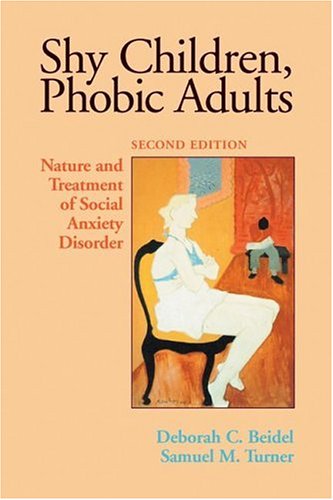 Shy Children,
Phobic Adults
SECOND EDITION
Nature and
Treatment
of Social
Anxiety
Disorder
Deborah C. Beidel
Samuel M. Turner